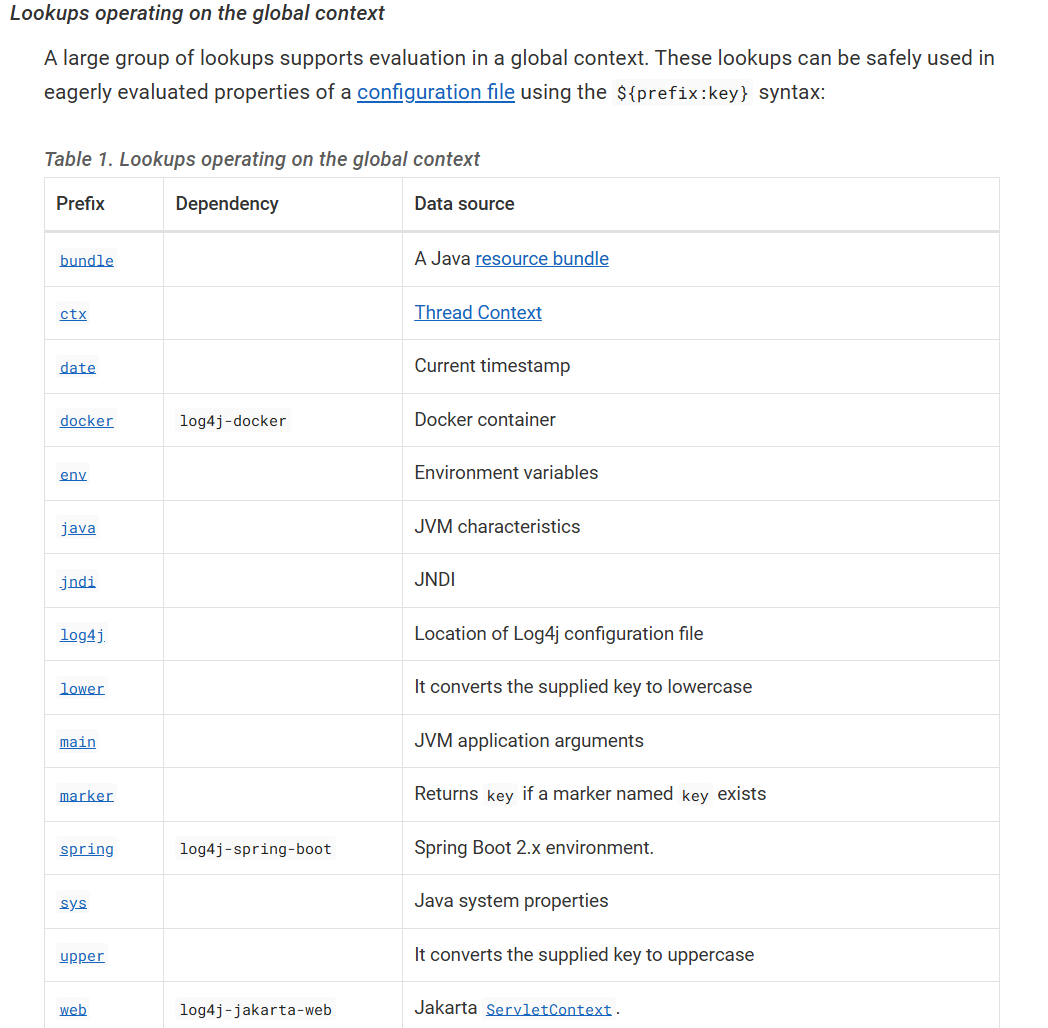 Lookups operating on the global context
A large group of lookups supports evaluation in a global context. These lookups can be safely used in
eagerly evaluated properties of a configuration file using the ${prefix:key} syntax:
Table 1. Lookups operating on the global context
Prefix Dependency Data source
bundle A Java resource bundle
ctx Thread Context
date Current timestamp
docker log4j-docker Docker container
env Environment variables
java JVM characteristics
jndi JNDI
log4j Location of Log4j configuration file
lower It converts the supplied key to lowercase
main JVM application arguments
marker Returns key if a marker named key exists
spring log4j-spring-boot Spring Boot 2.x environment.
sys Java system properties
upper It converts the supplied key to uppercase
web log4j-jakarta-web Jakarta ServletContext.